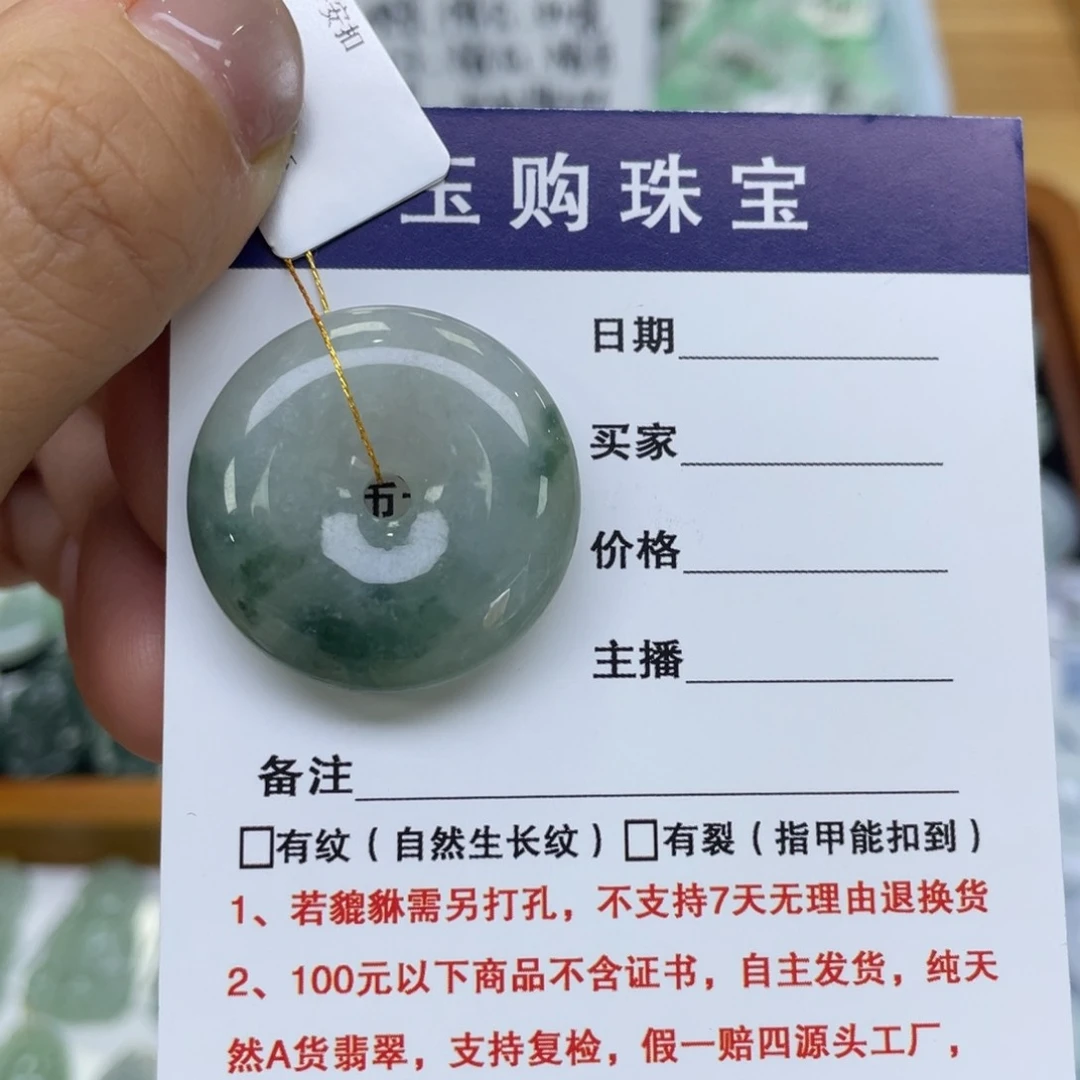 安扣
玉购珠宝
日期
买家
价格
主播
备注
□有纹（自然生长纹）□有裂（指甲能扣到）
1、若貔貅需另打孔，不支持7天无理由退换货
2、100元以下商品不含证书，自主发货，纯天
然A货翡翠，支持复检，假一赔四源头工厂，